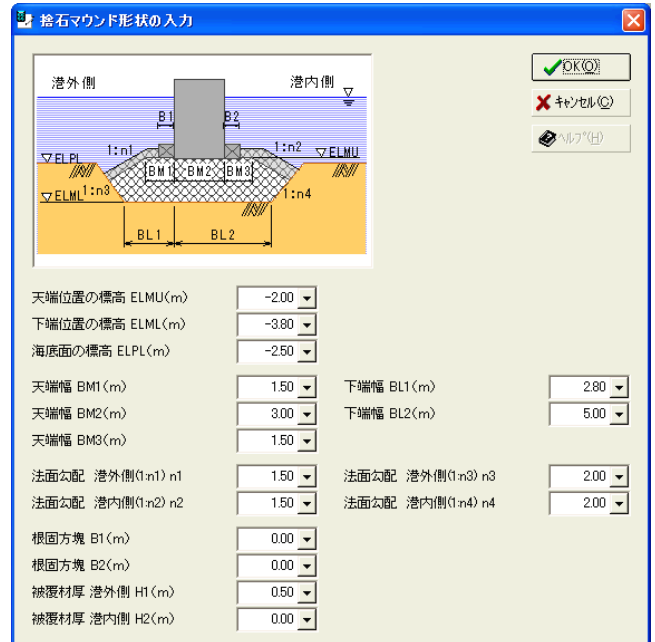 捨石マウンド形状の入力
港外側
港内側
B1
B2
1:n1
1:n2
ELPL
ELMU
BM1
BM2
BM3
ELML
1:n3
1:n4
BL1
BL2
OK(O)
キャンセル(C)
ヘルプ(H)
天端位置の標高 ELMU(m) -2.00
下端位置の標高 ELML(m) -3.80
海底面の標高 ELPL(m) -2.50
天端幅 BM1(m) 1.50 下端幅 BL1(m) 2.80
天端幅 BM2(m) 3.00 下端幅 BL2(m) 5.00
天端幅 BM3(m) 1.50
法面勾配 港外側(1:n1) n1 1.50 法面勾配 港外側(1:n3) n3 2.00
法面勾配 港内側(1:n2) n2 1.50 法面勾配 港内側(1:n4) n4 2.00
根固方塊 B1(m) 0.00
根固方塊 B2(m) 0.00
被覆材厚 港外側 H1(m) 0.50
被覆材厚 港内側 H2(m) 0.00